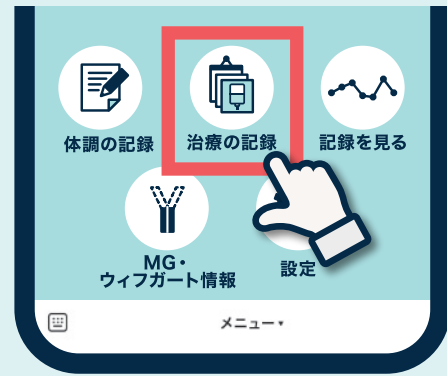 体調の記録
治療の記録
記録を見る
MG・
ウィフガート情報
設定
メニュー▾